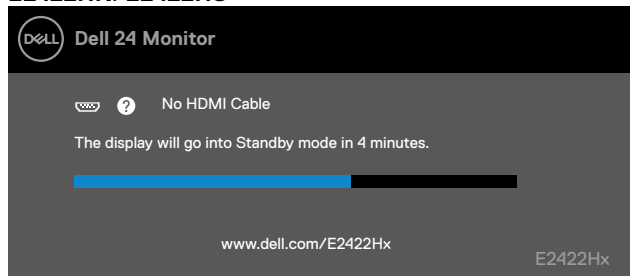 DELL Dell 24 Monitor
? No HDMI Cable
The display will go into Standby mode in 4 minutes.
www.dell.com/E2422Hx
E2422Hx